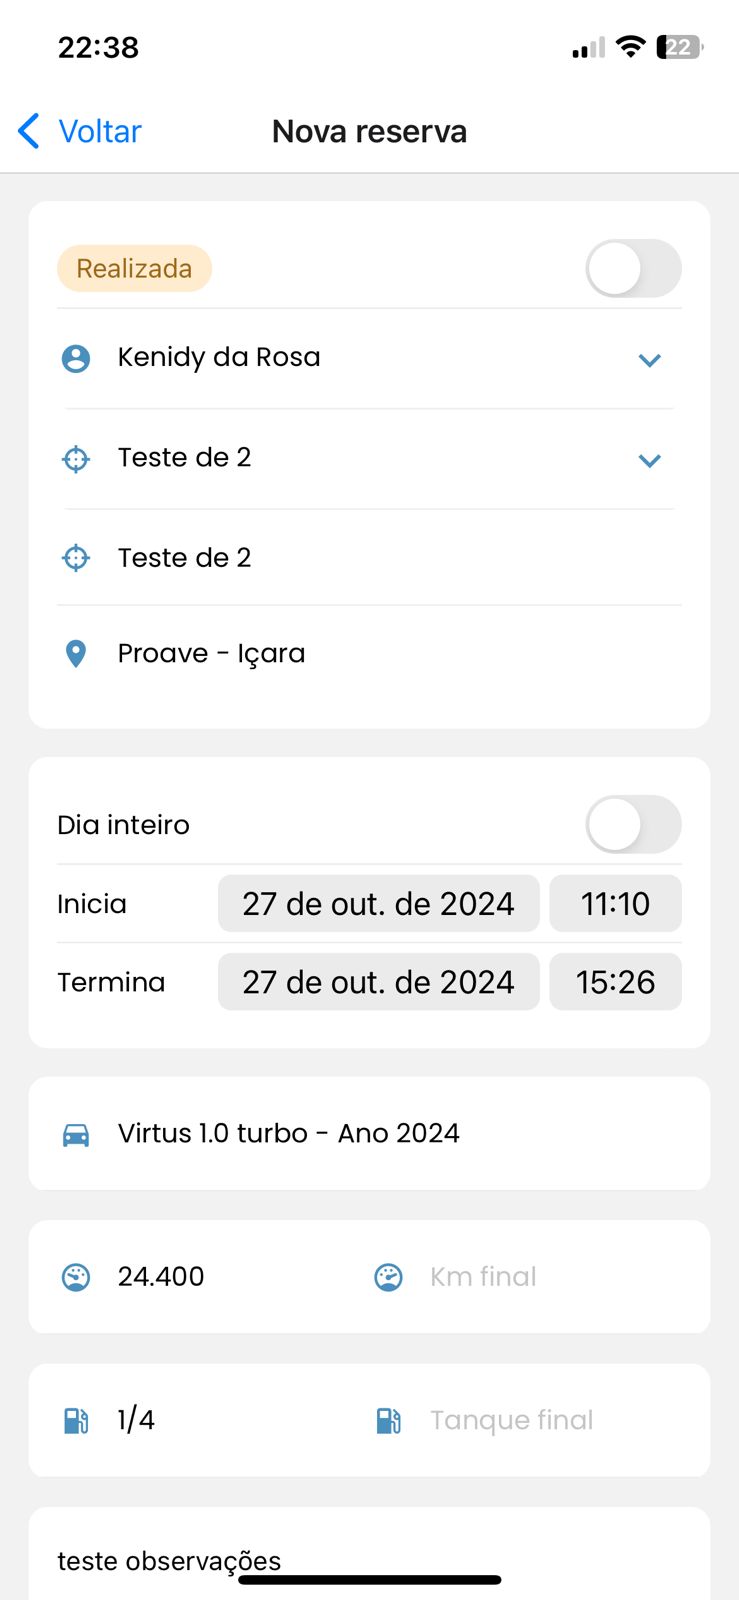 22:38
22
Voltar
Nova reserva
Realizada
Kenidy da Rosa
Teste de 2
Teste de 2
Proave - Içara
Dia inteiro
Inicia 27 de out. de 2024 11:10
Termina 27 de out. de 2024 15:26
Virtus 1.0 turbo - Ano 2024
24.400 Km final
1/4 Tanque final
teste observações